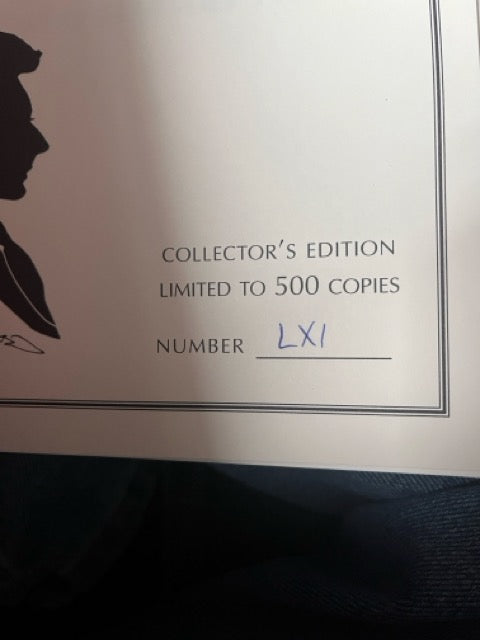 COLLECTOR'S EDITION
LIMITED TO 500 COPIES
NUMBER LXI